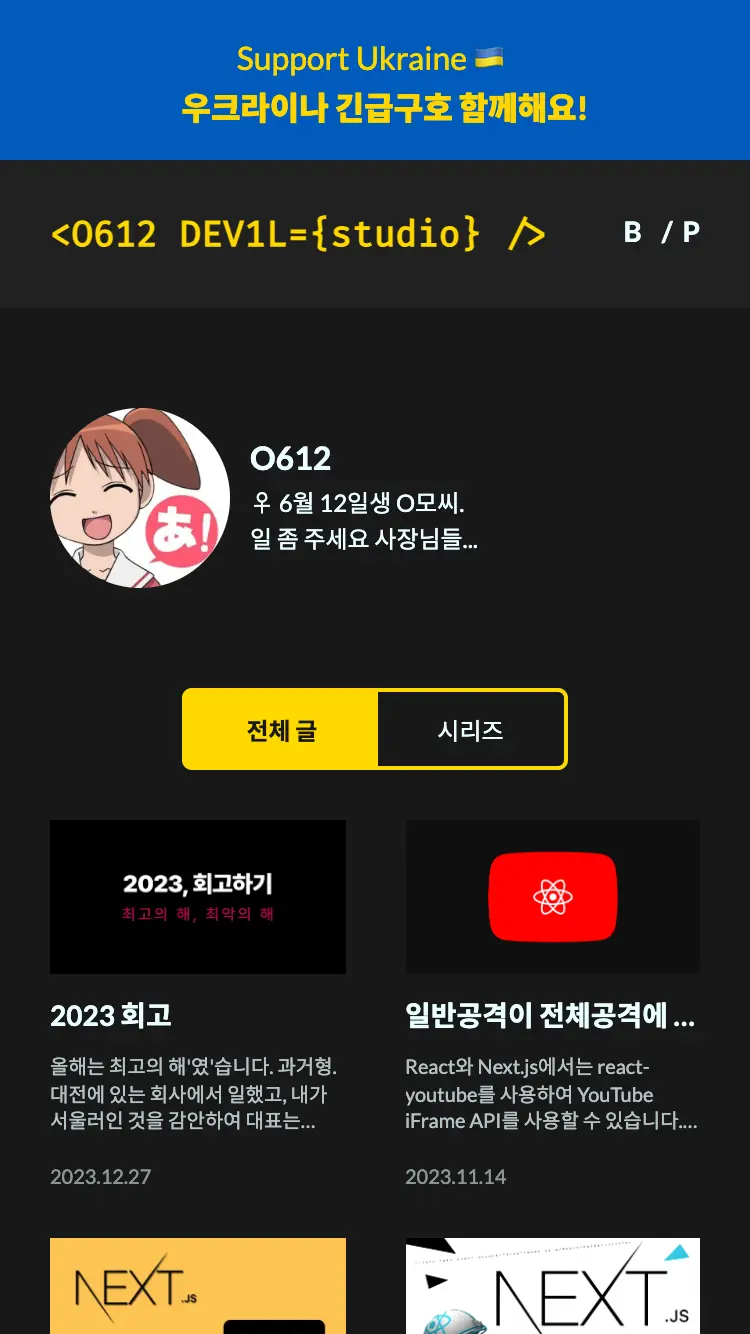 Support Ukraine 🇺🇦
우크라이나 긴급구호 함께해요!
<O612 DEV1L={studio} />
B / P
あ!
O612
우 6월 12일생 O모씨.
일 좀 주세요 사장님들...
전체 글
시리즈
2023, 회고하기
최고의 해, 최악의 해
2023 회고
올해는 최고의 해'였'습니다. 과거형.
대전에 있는 회사에서 일했고, 내가
서울러인 것을 감안하여 대표는...
2023.12.27
일반공격이 전체공격에 ...
React와 Next.js에서는 react-
youtube를 사용하여 YouTube
iFrame API를 사용할 수 있습니다....
2023.11.14
NEXT.JS
NEXT.JS